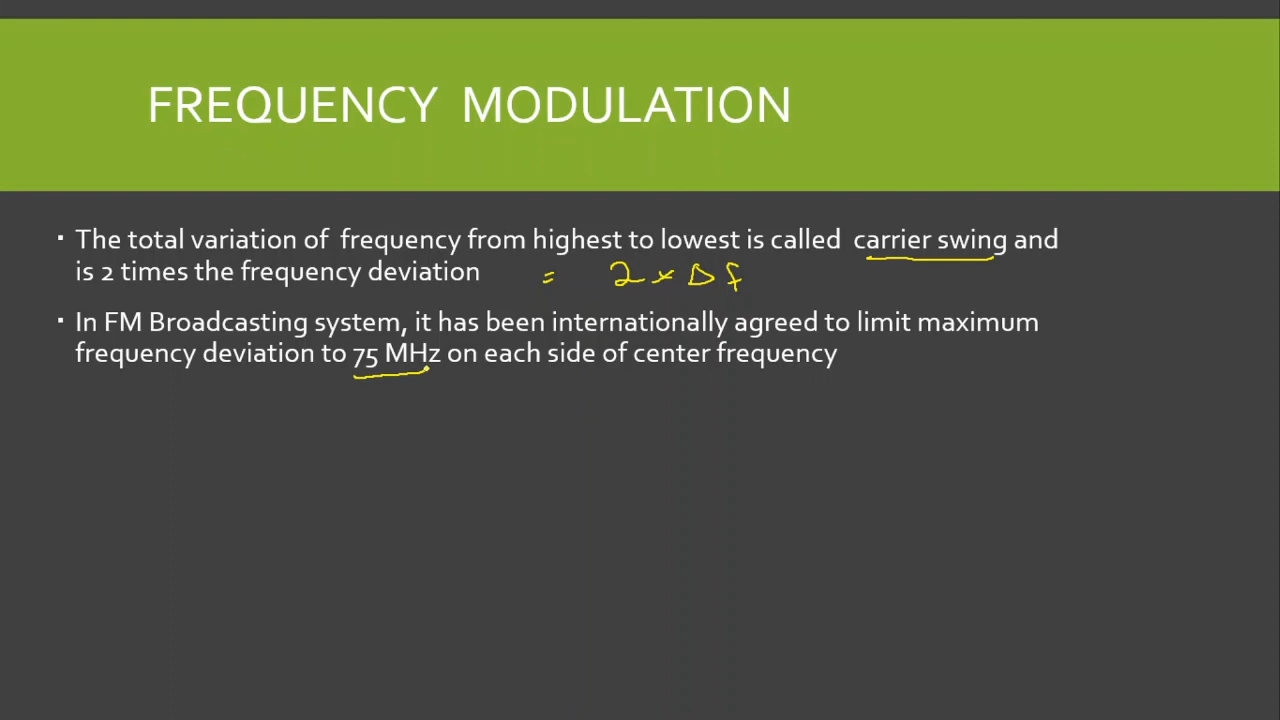 FREQUENCY MODULATION
▪ The total variation of frequency from highest to lowest is called carrier swing and
is 2 times the frequency deviation = 2 × Δ f
▪ In FM Broadcasting system, it has been internationally agreed to limit maximum
frequency deviation to 75 MHz on each side of center frequency